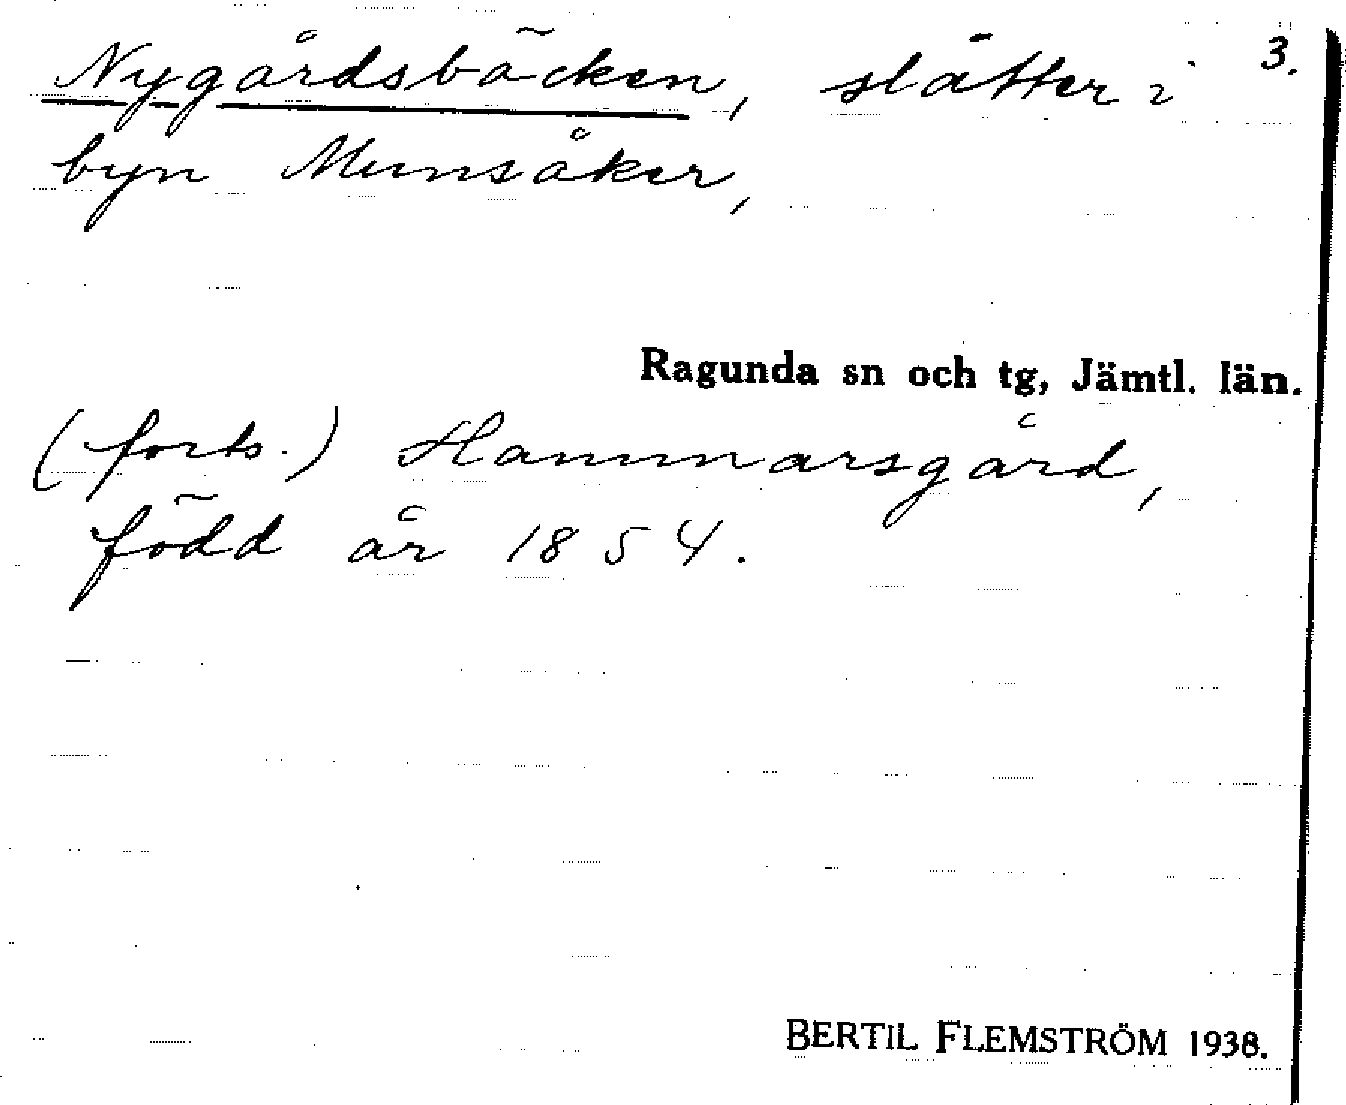 Nygårdsbäcken, slåtter i 3.
byn Munsåker,
Ragunda sn och tg, Jämtl. län.
(forts.) Hammarsgård,
född år 1854.
BERTIL FLEMSTRÖM 1938.